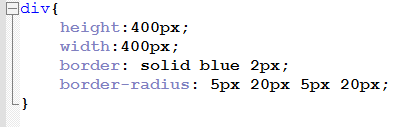 div{
height:400px;
width:400px;
border: solid blue 2px;
border-radius: 5px 20px 5px 20px;
}